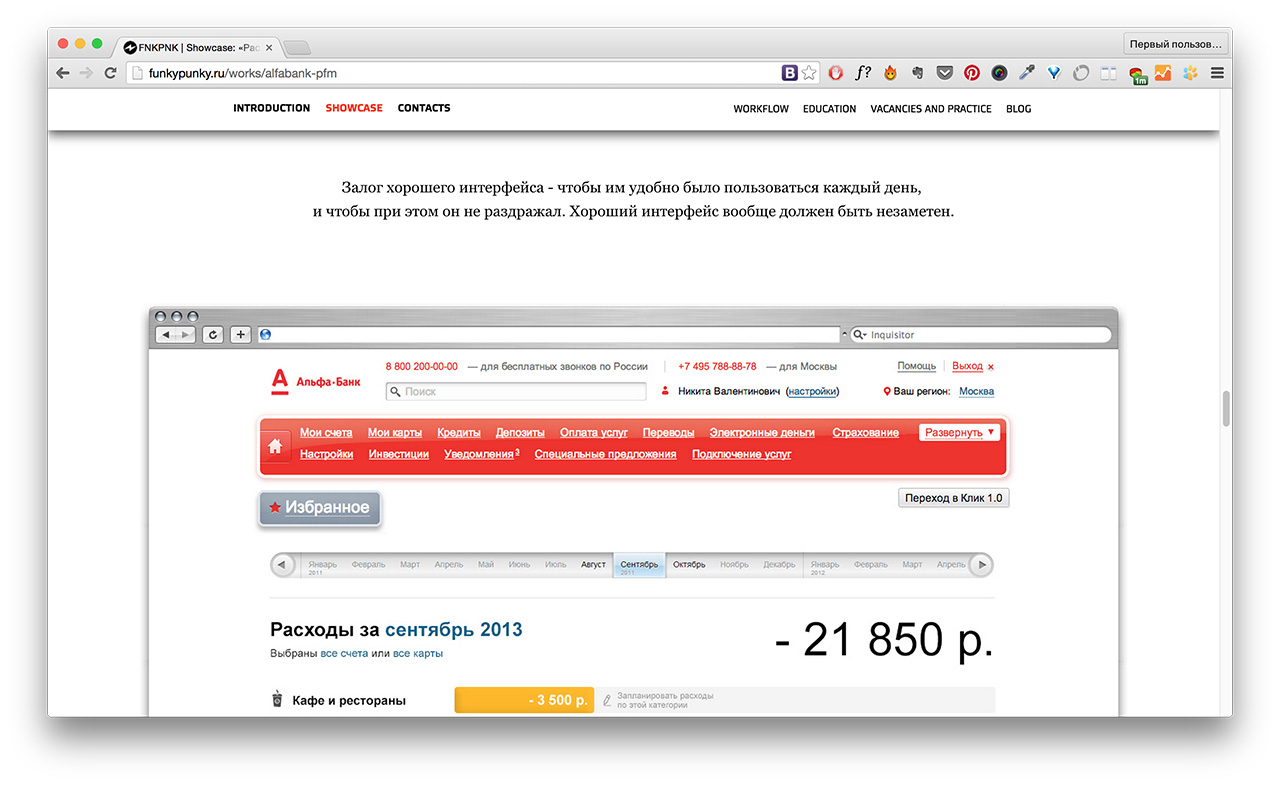 FNKPNK | Showcase: «Рас
Первый пользов...
funkypunky.ru/works/alfabank-pfm
B
f?
1m
INTRODUCTION SHOWCASE CONTACTS
WORKFLOW EDUCATION VACANCIES AND PRACTICE BLOG
Залог хорошего интерфейса - чтобы им удобно было пользоваться каждый день,
и чтобы при этом он не раздражал. Хороший интерфейс вообще должен быть незаметен.
Inquisitor
8 800 200-00-00 — для бесплатных звонков по России
+7 495 788-88-78 — для Москвы
Помощь Выход ×
А Альфа·Банк
Поиск
Никита Валентинович (настройки)
Ваш регион: Москва
Мои счета Мои карты Кредиты Депозиты Оплата услуг Переводы Электронные деньги Страхование Развернуть ▼
Настройки Инвестиции Уведомления 3 Специальные предложения Подключение услуг
Избранное
Переход в Клик 1.0
Январь Февраль Март Апрель Май Июнь Июль Август Сентябрь Октябрь Ноябрь Декабрь Январь Февраль Март Апрель
2011 2011 2012
Расходы за сентябрь 2013
- 21 850 р.
Выбраны все счета или все карты
Кафе и рестораны
- 3 500 р.
Запланировать расходы
по этой категории